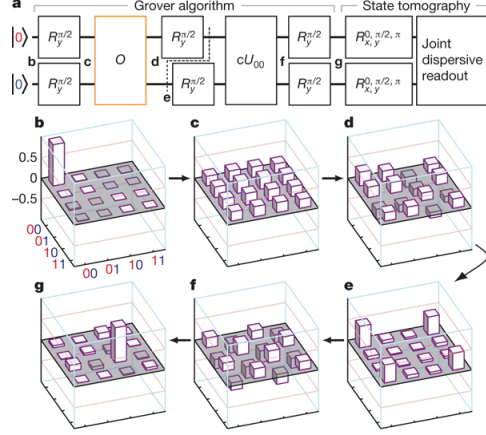 a Grover algorithm State tomography
|0⟩ R_y^{π/2} O R_y^{π/2} cU₀₀ R_y^{π/2} R_{x, y}^{0, π/2, π} Joint dispersive readout
b c d e f g
|0⟩ R_y^{π/2} R_y^{π/2} R_y^{π/2} R_{x, y}^{0, π/2, π}
b c d
0.5
0
−0.5
00
01
10
11
00 01 10 11
g f e